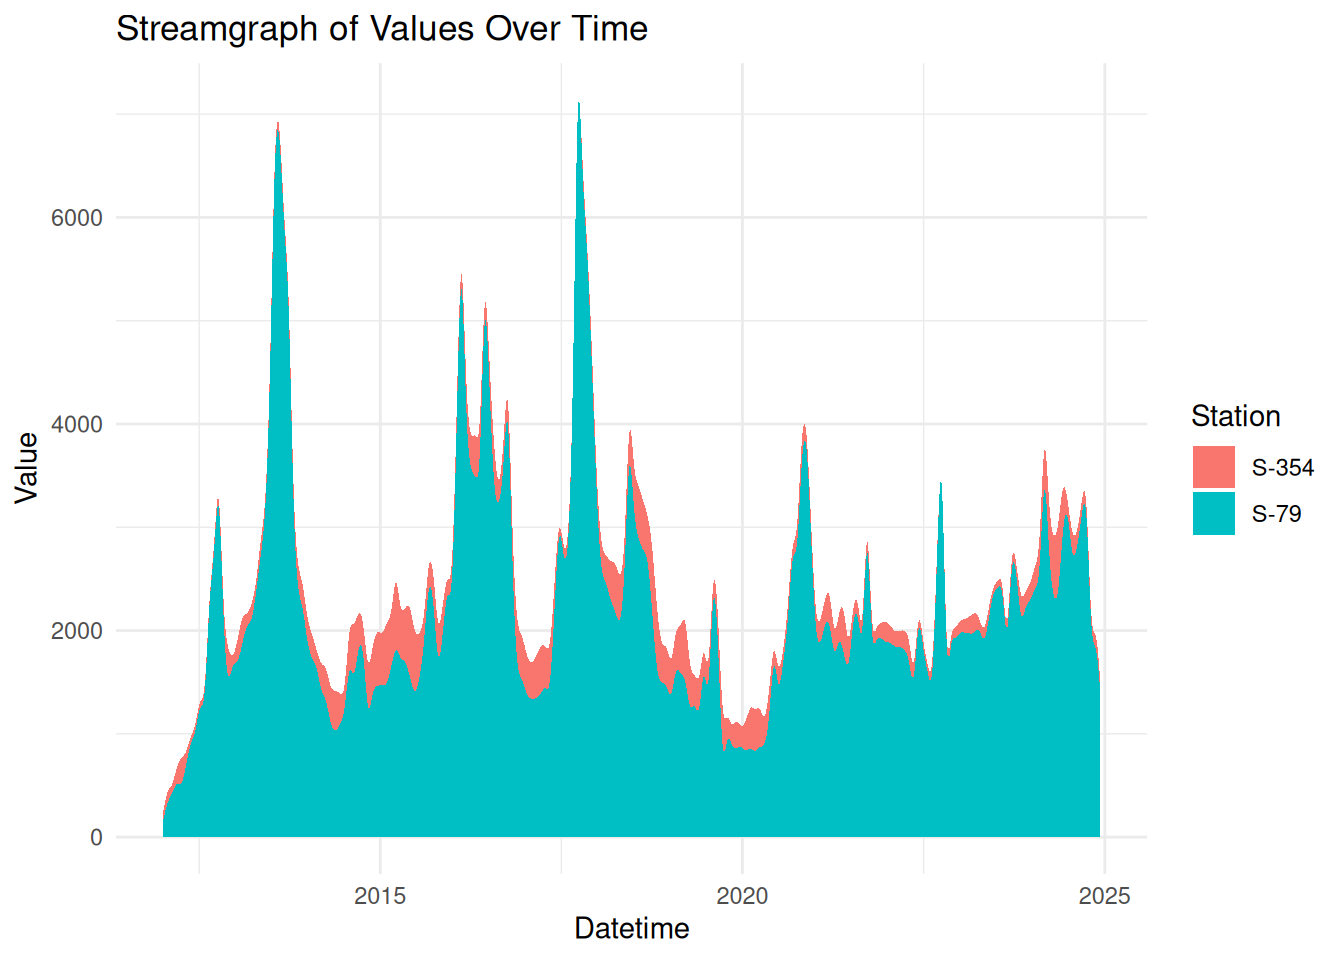 Streamgraph of Values Over Time
Value
6000
4000
2000
0
2015
2020
2025
Datetime
Station
S-354
S-79